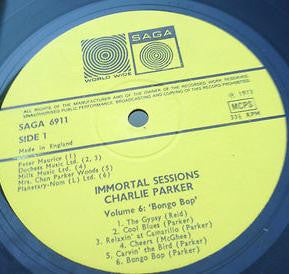 SAGA
WORLD WIDE
ALL RIGHTS OF THE MANUFACTURER AND OF THE OWNER OF THE RECORDED WORK RESERVED.
UNAUTHORISED PUBLIC PERFORMANCE, BROADCASTING AND COPYING OF THIS RECORD PROHIBITED.
SAGA 6911
SIDE 1
Made in England
Peter Maurice (1)
Dochess Music Ltd. (2, 3)
Mills Music Ltd. (4)
Mrs. Chan Parker Woods (5)
Planetary-Nom (L) Ltd. (6)
℗ 1972
MCPS
33⅓ RPM
IMMORTAL SESSIONS
CHARLIE PARKER
Volume 6: 'Bongo Bop'
1. The Gypsy (Reid)
2. Cool Blues (Parker)
3. Relaxin' at Camarillo (Parker)
4. Cheers (McGhee)
5. Carvin' the Bird (Parker)
6. Bongo Bop (Parker)